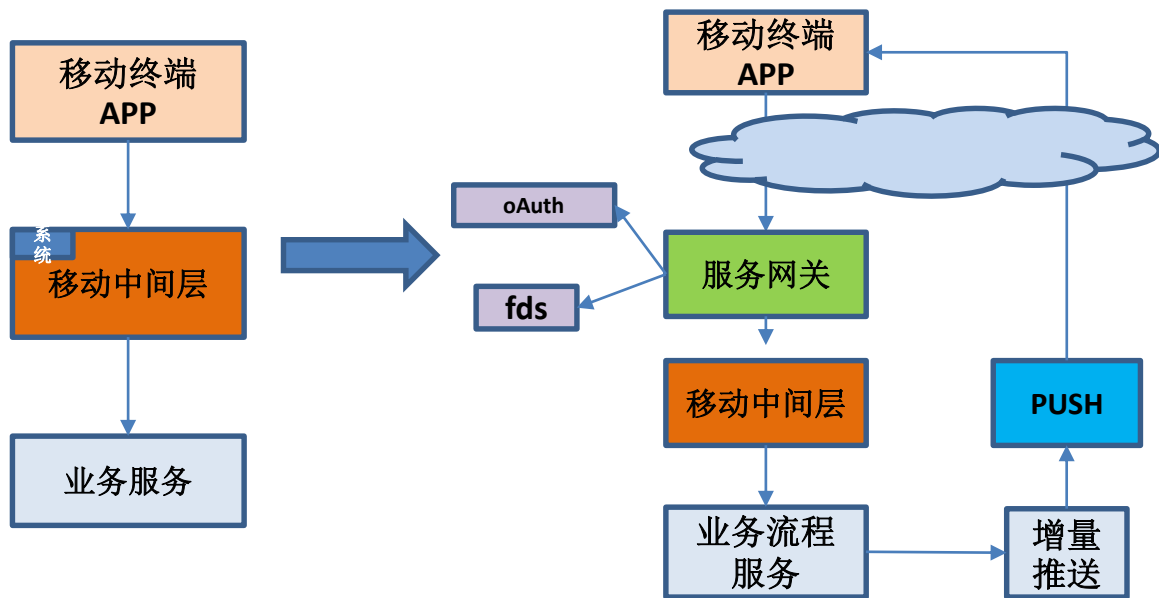 移动终端
APP
系
统
移动中间层
业务服务
移动终端
APP
oAuth
fds
服务网关
移动中间层
PUSH
业务流程
服务
增量
推送